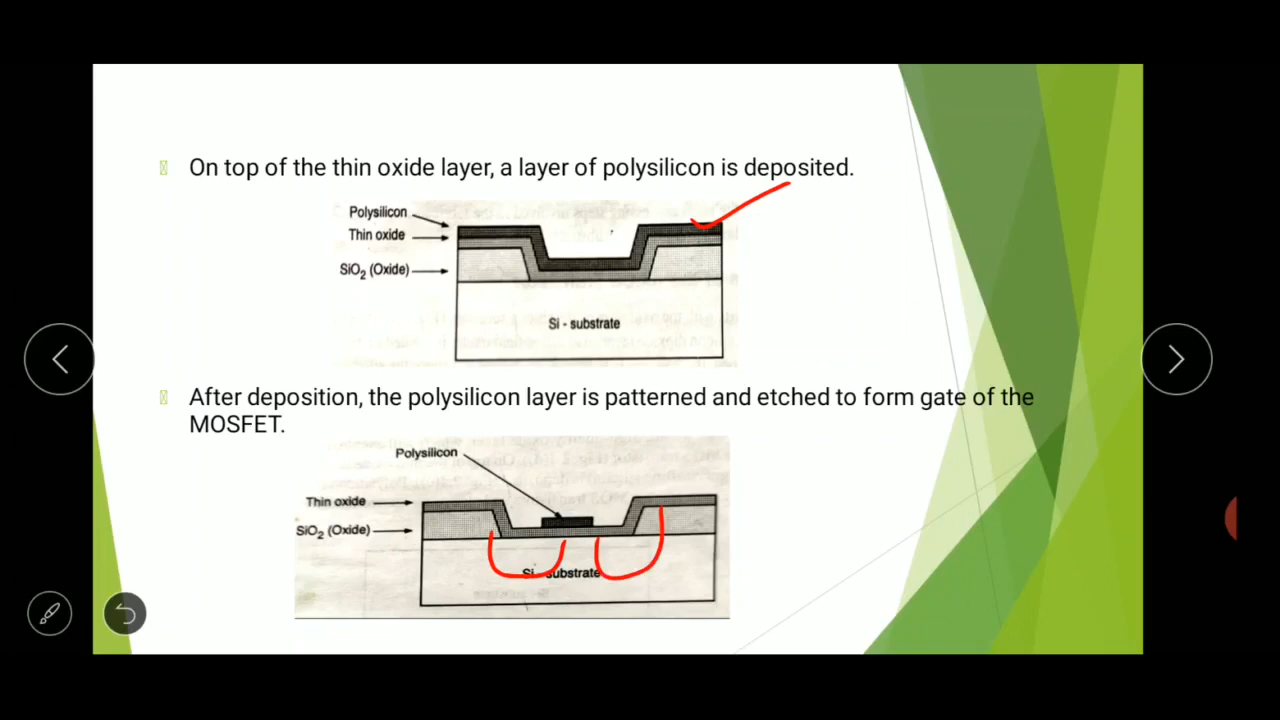 On top of the thin oxide layer, a layer of polysilicon is deposited.
Polysilicon
Thin oxide
SiO₂ (Oxide)
Si - substrate
After deposition, the polysilicon layer is patterned and etched to form gate of the
MOSFET.
Polysilicon
Thin oxide
SiO₂ (Oxide)
Si - substrate